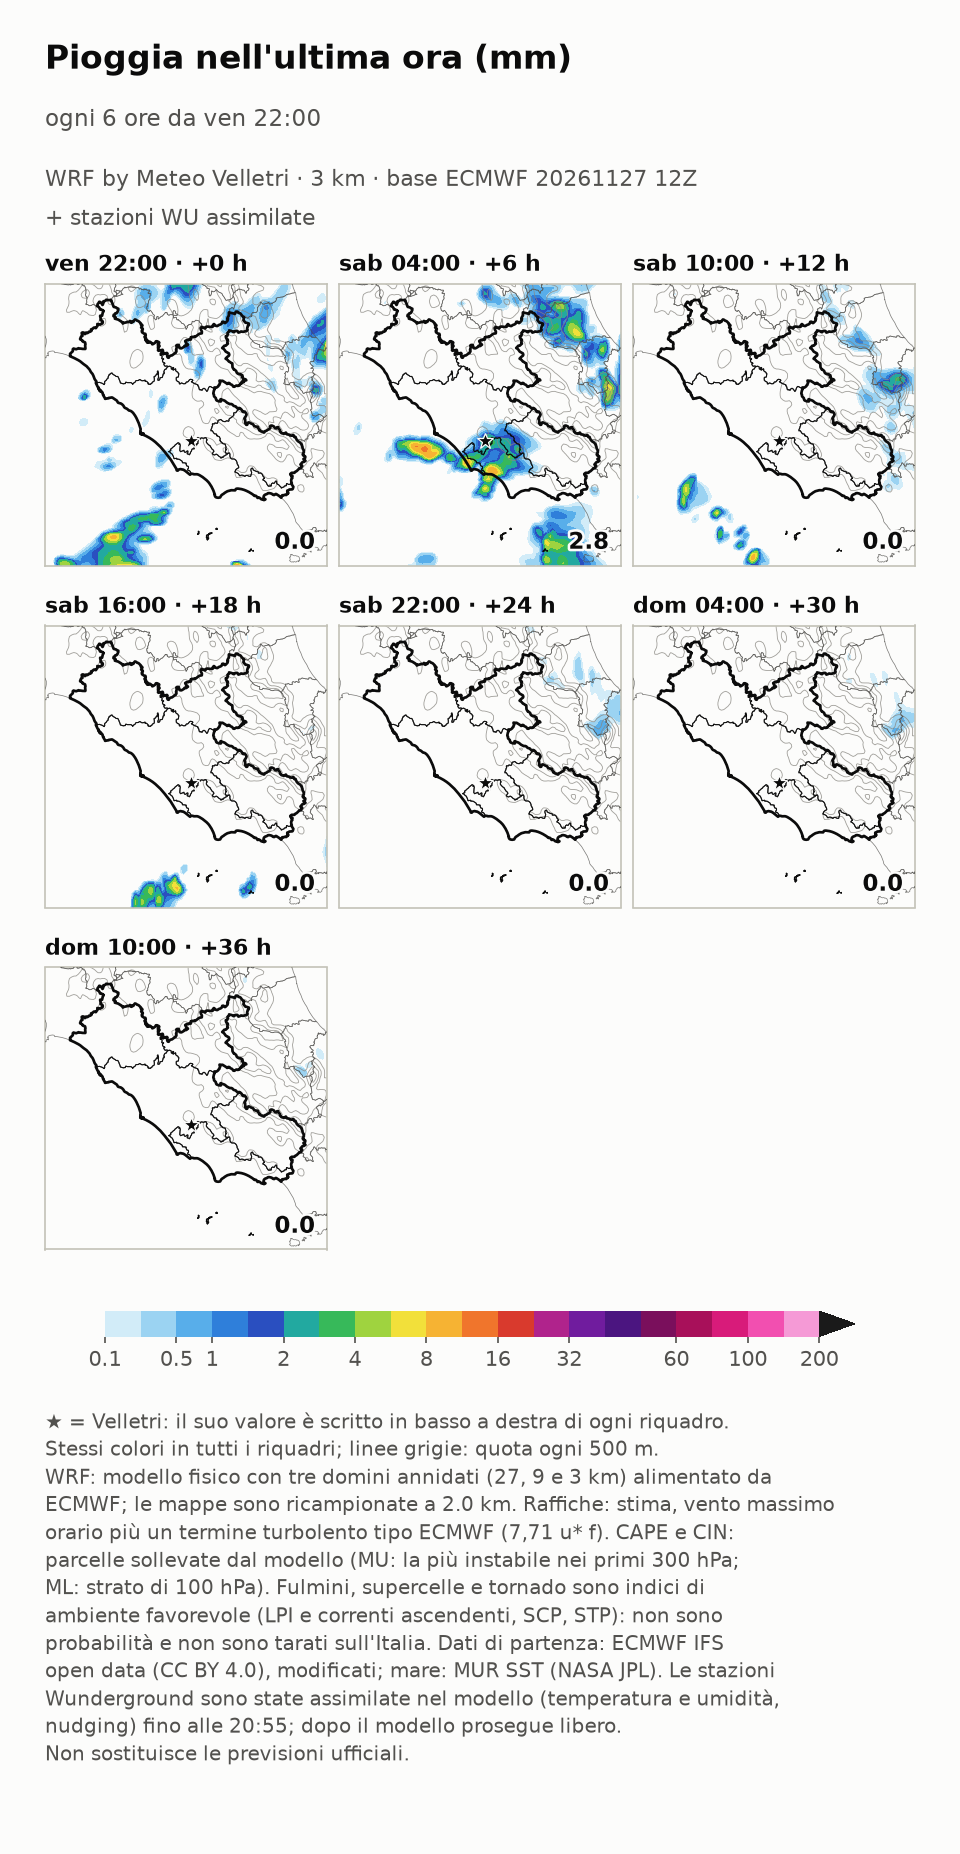 Pioggia nell'ultima ora (mm)
ogni 6 ore da ven 22:00
WRF by Meteo Velletri · 3 km · base ECMWF 20261127 12Z
+ stazioni WU assimilate
ven 22:00 · +0 h
sab 04:00 · +6 h
sab 10:00 · +12 h
0.0
2.8
0.0
sab 16:00 · +18 h
sab 22:00 · +24 h
dom 04:00 · +30 h
0.0
0.0
0.0
dom 10:00 · +36 h
0.0
0.1 0.5 1 2 4 8 16 32 60 100 200
★ = Velletri: il suo valore è scritto in basso a destra di ogni riquadro.
Stessi colori in tutti i riquadri; linee grigie: quota ogni 500 m.
WRF: modello fisico con tre domini annidati (27, 9 e 3 km) alimentato da
ECMWF; le mappe sono ricampionate a 2.0 km. Raffiche: stima, vento massimo
orario più un termine turbolento tipo ECMWF (7,71 u* f). CAPE e CIN:
parcelle sollevate dal modello (MU: la più instabile nei primi 300 hPa;
ML: strato di 100 hPa). Fulmini, supercelle e tornado sono indici di
ambiente favorevole (LPI e correnti ascendenti, SCP, STP): non sono
probabilità e non sono tarati sull'Italia. Dati di partenza: ECMWF IFS
open data (CC BY 4.0), modificati; mare: MUR SST (NASA JPL). Le stazioni
Wunderground sono state assimilate nel modello (temperatura e umidità,
nudging) fino alle 20:55; dopo il modello prosegue libero.
Non sostituisce le previsioni ufficiali.